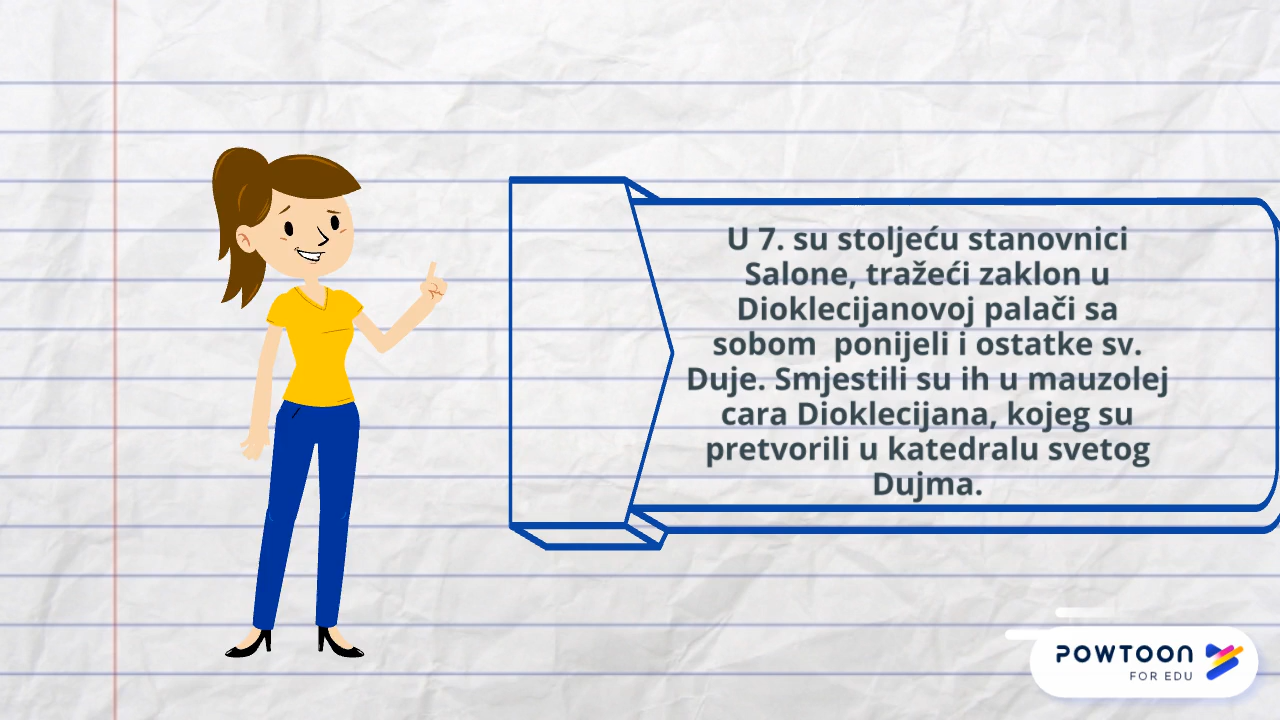 U 7. su stoljeću stanovnici
Salone, tražeći zaklon u
Dioklecijanovoj palači sa
sobom  ponijeli i ostatke sv.
Duje. Smjestili su ih u mauzolej
cara Dioklecijana, kojeg su
pretvorili u katedralu svetog
Dujma.
POWTOON
FOR EDU